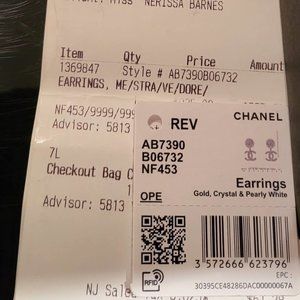 MISS NERISSA BARNES
Item Qty Price Amount
1369847 Style # AB7390B06732
EARRINGS, ME/STRA/VE/DORE/
NF453/9999/999
Advisor: 5813
7L
Checkout Bag C
Advisor: 5813
NJ Sales
REV
CHANEL
AB7390
B06732
NF453
OPE
Earrings
Gold, Crystal & Pearly White
3 572666 623796
RFID
EPC:
30395CE48286DAC00000067A